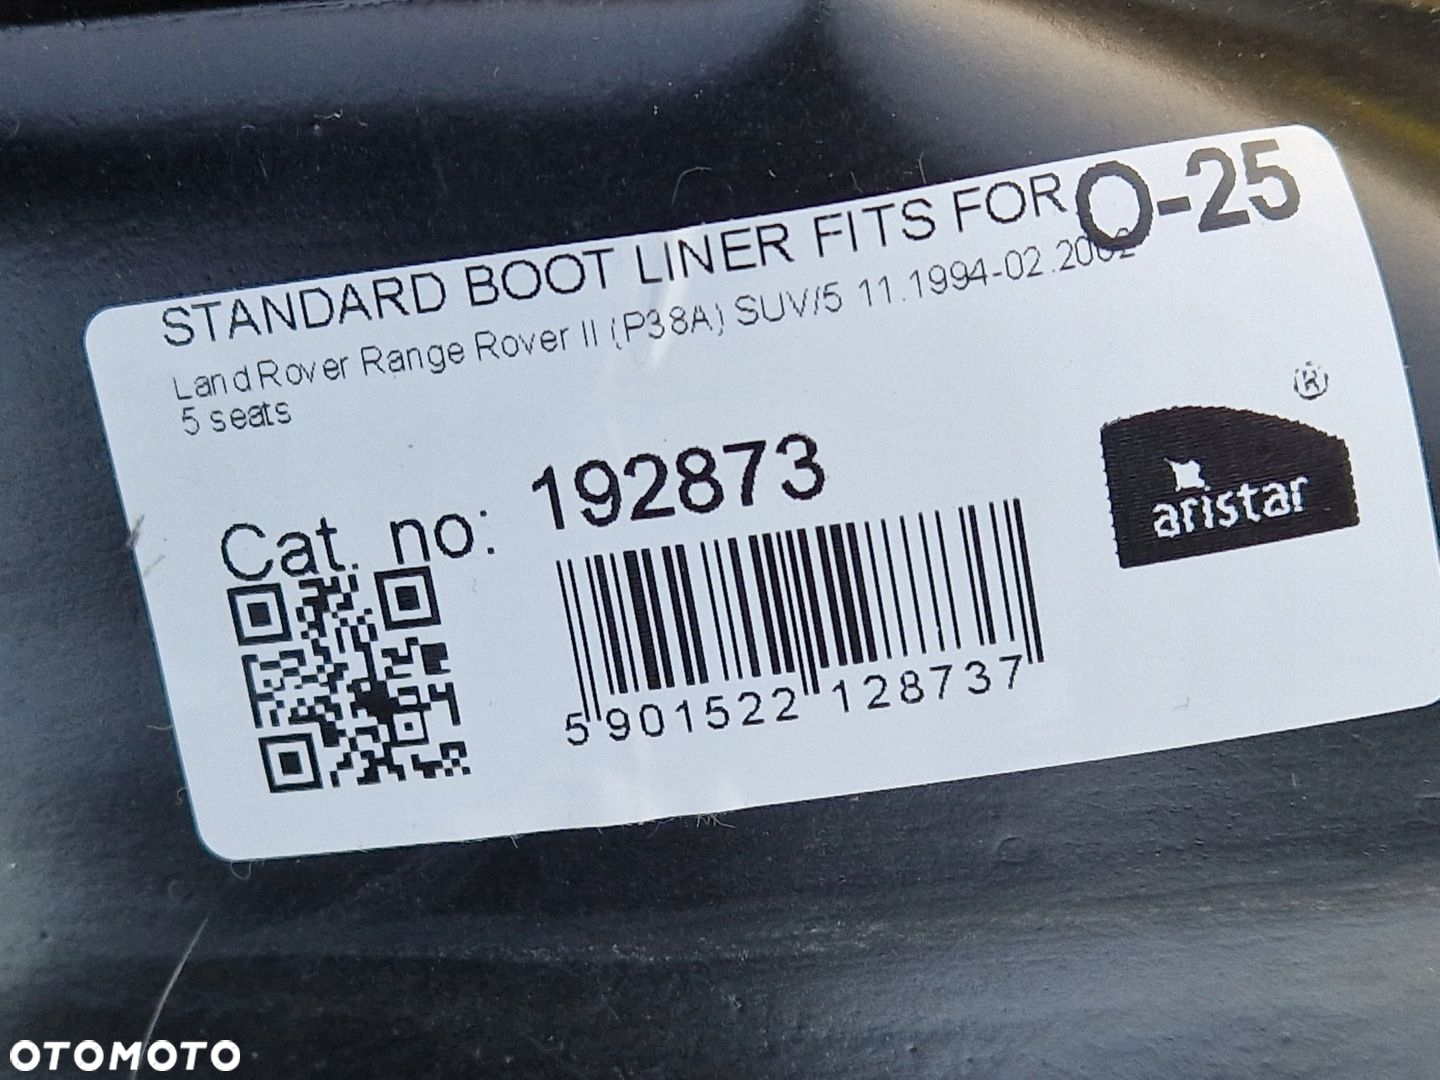 STANDARD BOOT LINER FITS FOR O-25
Land Rover Range Rover II (P38A) SUV/5 11.1994-02.2002
5 seats
Cat. no: 192873
®
aristar
5 901522 128737
OTOMOTO